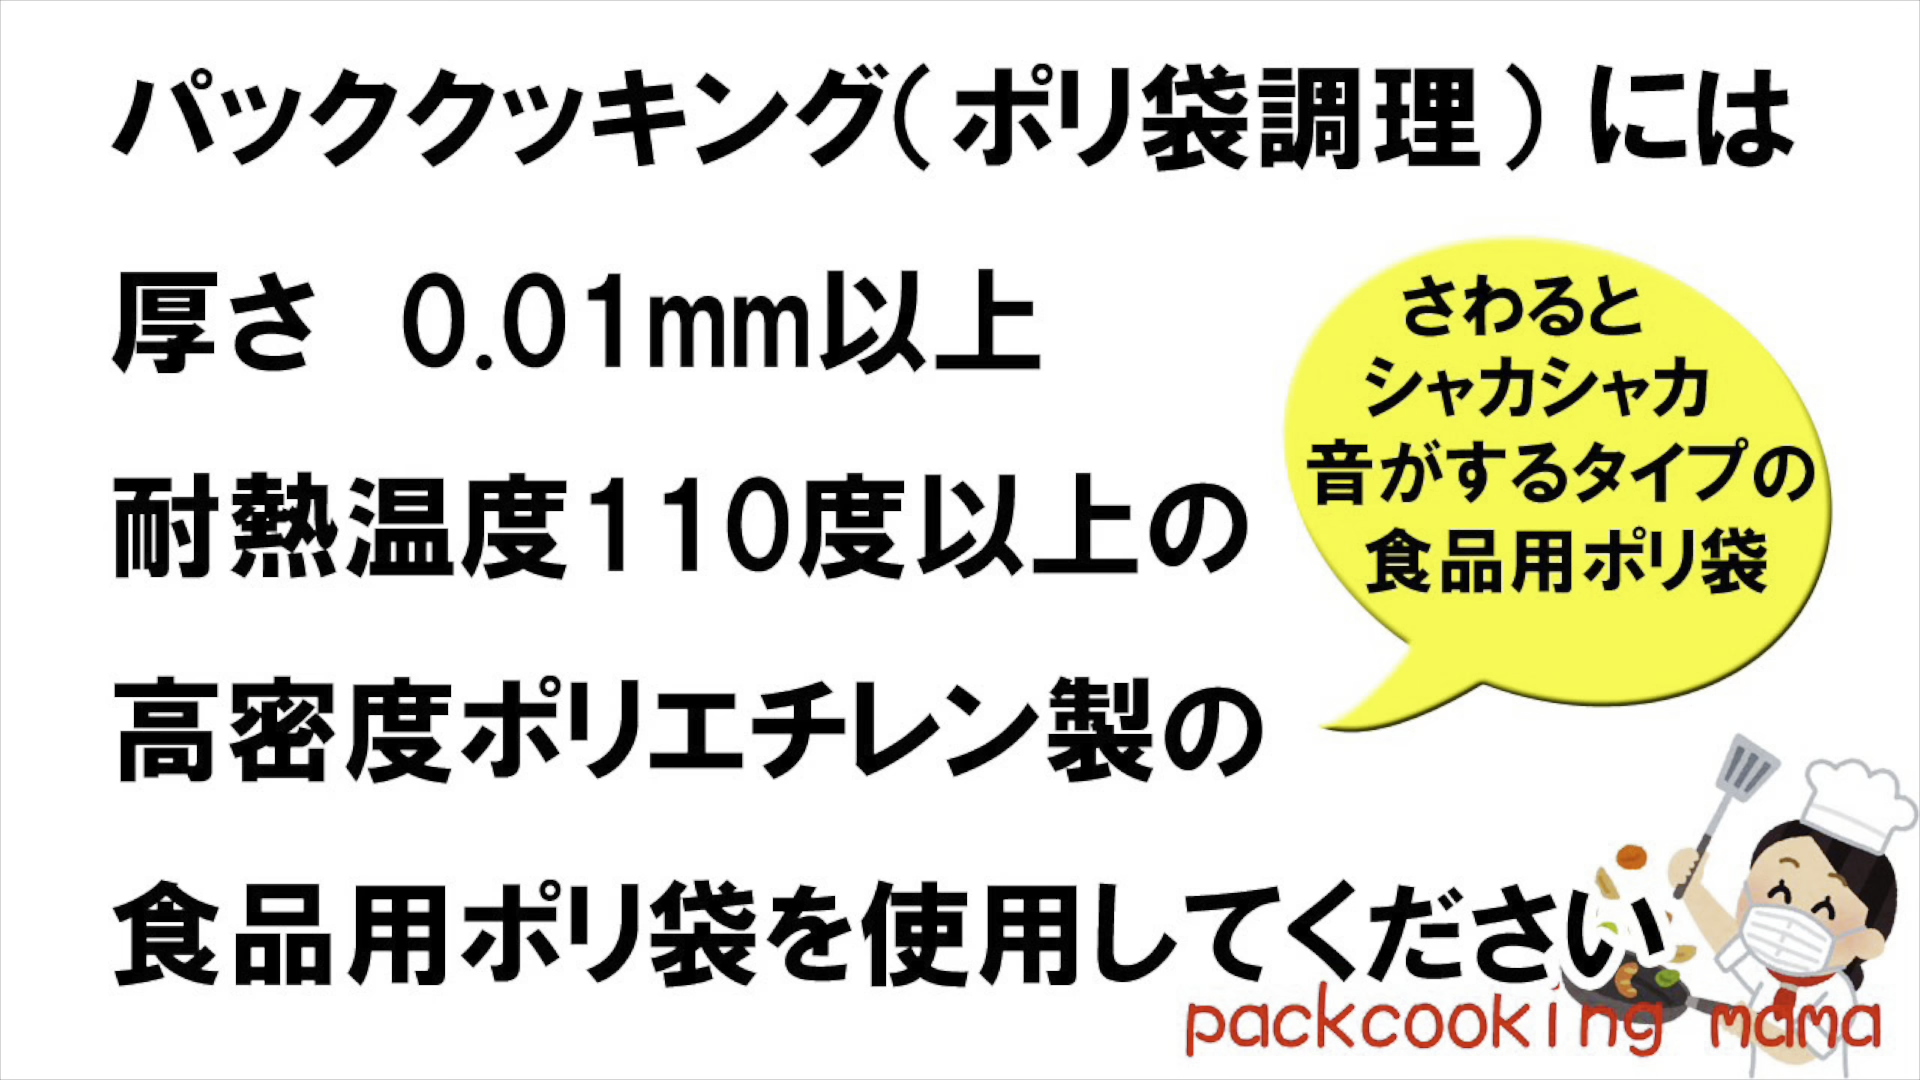 パッククッキング（ポリ袋調理）には
厚さ　0.01mm以上
耐熱温度110度以上の
高密度ポリエチレン製の
食品用ポリ袋を使用してください
さわると
シャカシャカ
音がするタイプの
食品用ポリ袋
packcooking mama